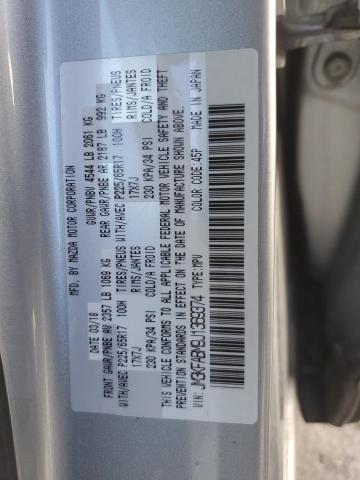 MFD. BY MAZDA MOTOR CORPORATION
DATE 03/18 GVWR/PNBV 4544 LB 2061 KG
FRONT GAWR/PNBE AV 2357 LB 1069 KG REAR GAWR/PNBE AR 2187 LB 992 KG
WITH/AVEC P225/65R17 100H TIRES/PNEUS WITH/AVEC P225/65R17 100H TIRES/PNEUS
17X7J RIMS/JANTES 17X7J RIMS/JANTES
230 KPA/34 PSI COLD/A FROID 230 KPA/34 PSI COLD/A FROID
THIS VEHICLE CONFORMS TO ALL APPLICABLE FEDERAL MOTOR VEHICLE SAFETY AND THEFT
PREVENTION STANDARDS IN EFFECT ON THE DATE OF MANUFACTURE SHOWN ABOVE.
VIN: TYPE:MPV COLOR CODE:45P MADE IN JAPAN